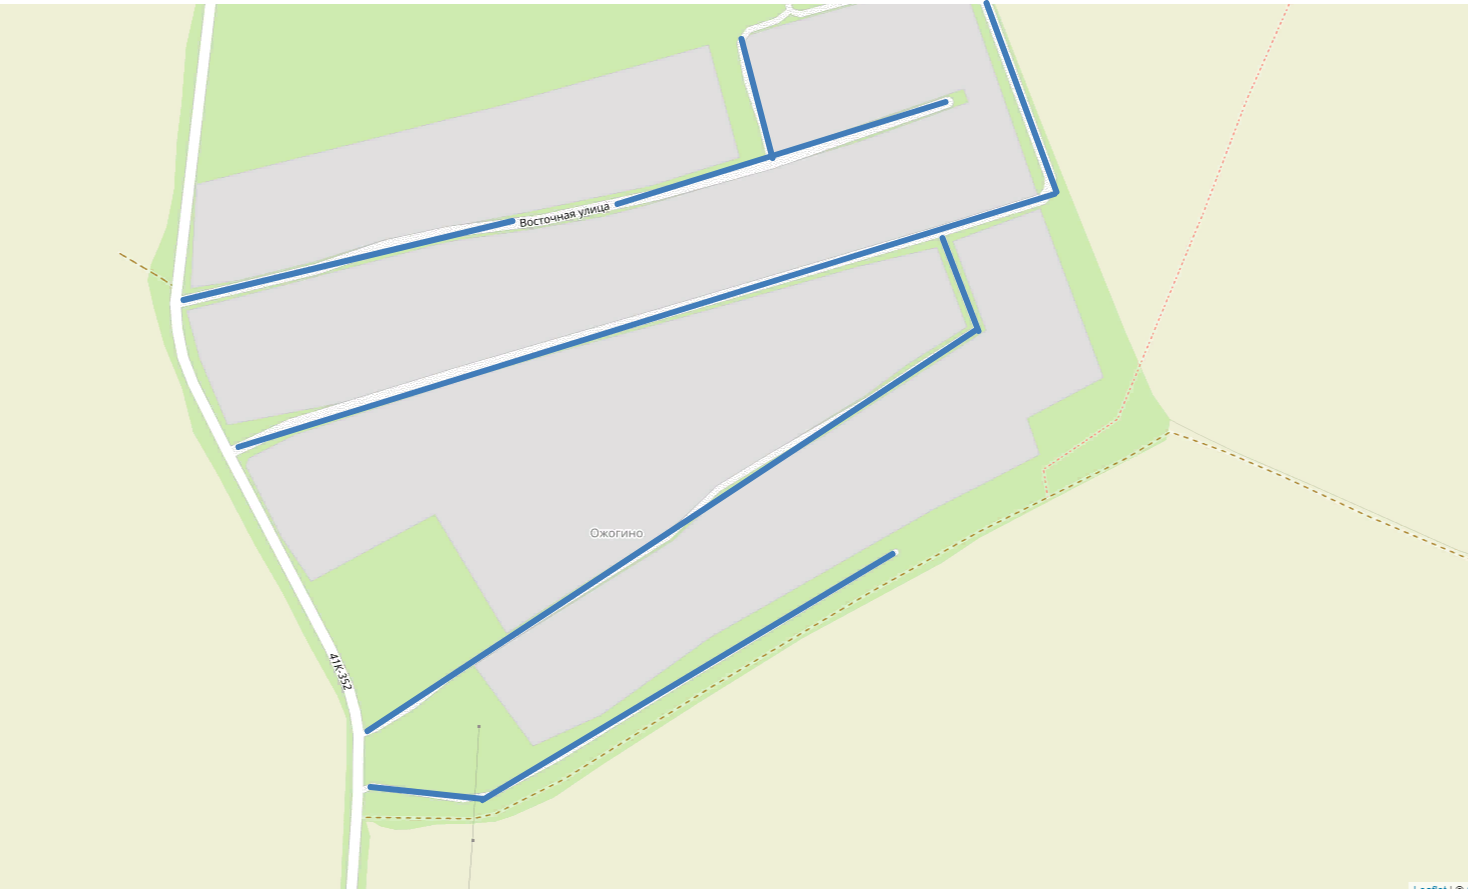 Восточная улица
Ожогино
41К-352